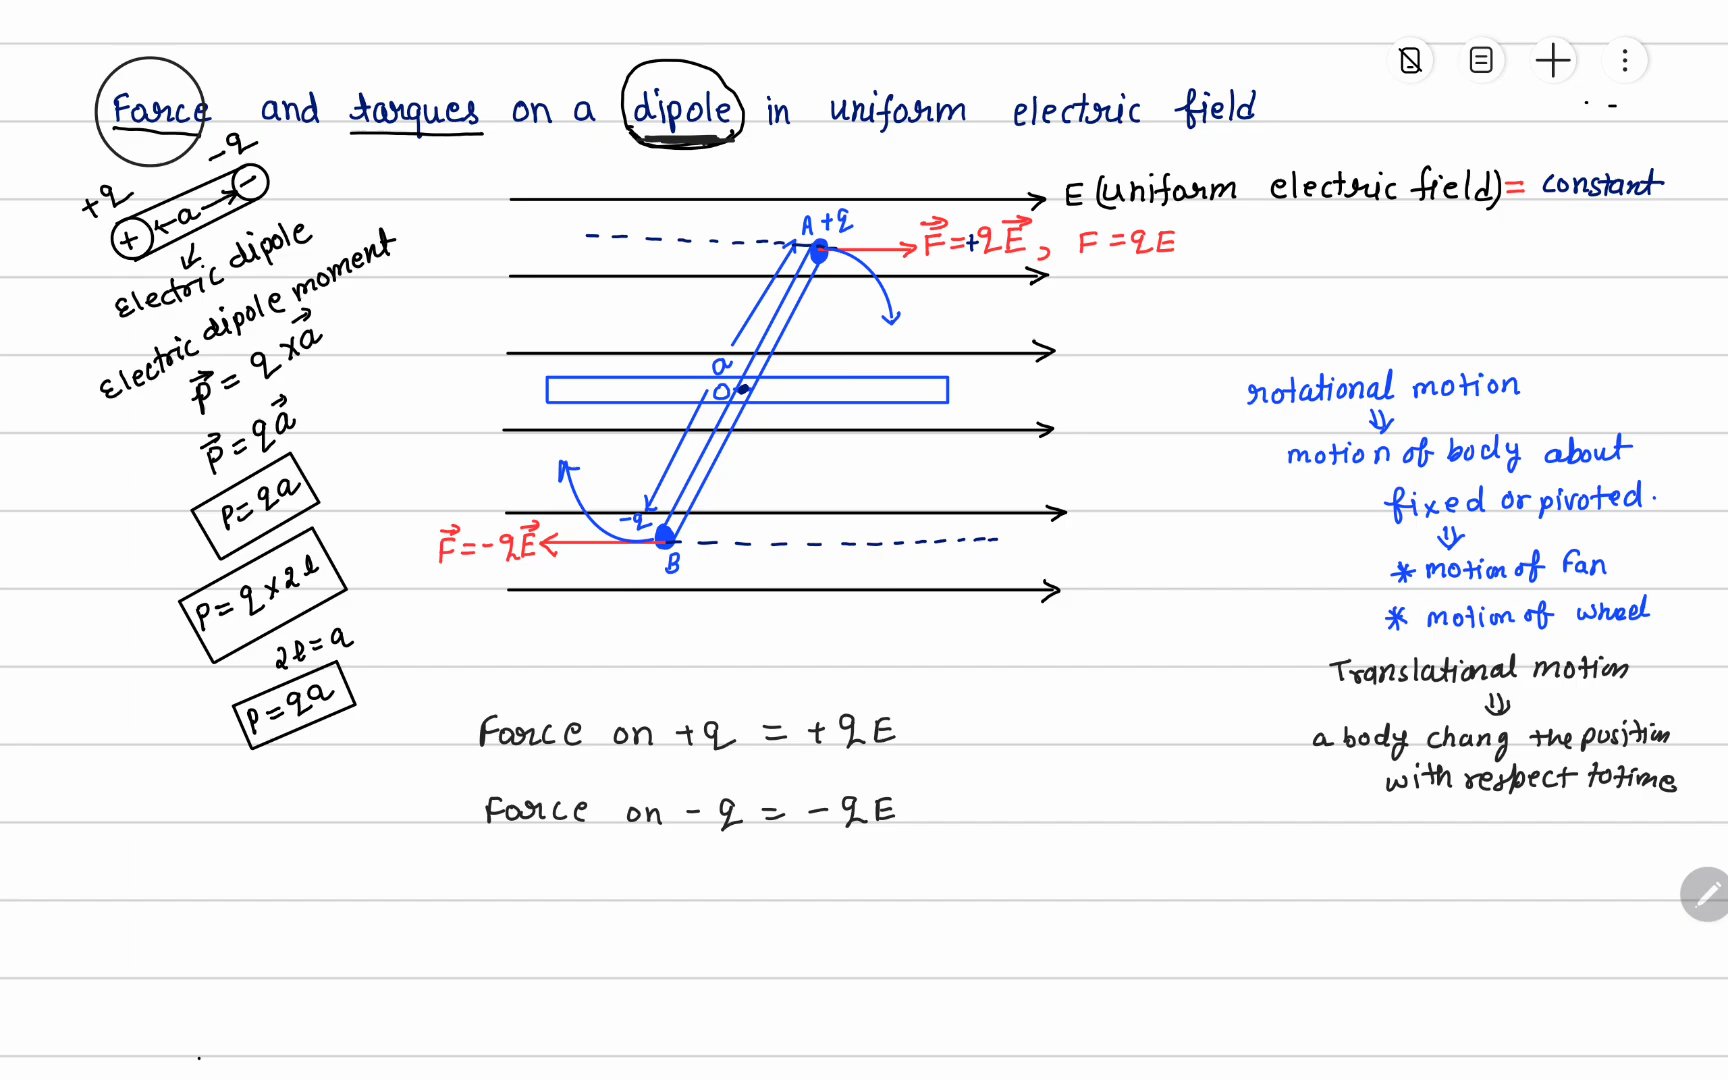 Farce and tarques on a dipole in uniform electric field
+q -q
+ a -
Electric dipole
Electric dipole moment
p⃗ = q × a⃗
p⃗ = q a⃗
P = qa
P = q × 2l
2l = a
P = qa
E (uniform electric field) = constant
A +q
F⃗ = +qE⃗, F = qE
a
O
-q
F⃗ = -qE⃗
B
Force on +q = + qE
Force on - q = - qE
rotational motion
⇓
motion of body about
fixed or pivoted.
⇓
* motion of Fan
* motion of wheel
Translational motion
⇓
a body chang the position
with respect to time